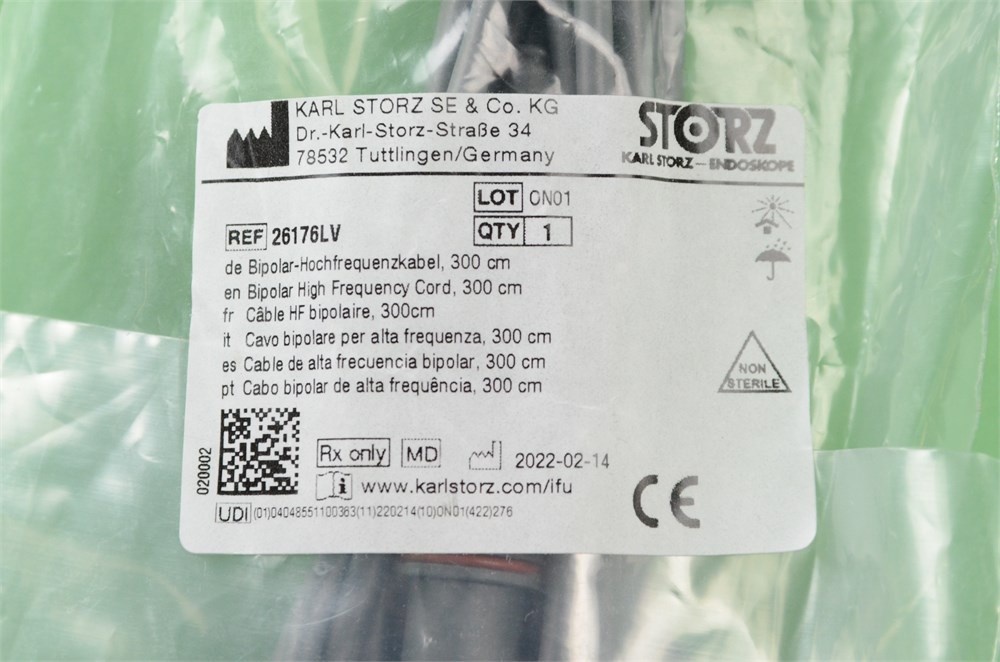 KARL STORZ SE & Co. KG
Dr.-Karl-Storz-Straße 34
78532 Tuttlingen/Germany
STORZ
KARL STORZ — ENDOSKOPE
LOT ON01
REF 26176LV
QTY 1
de Bipolar-Hochfrequenzkabel, 300 cm
en Bipolar High Frequency Cord, 300 cm
fr Câble HF bipolaire, 300cm
it Cavo bipolare per alta frequenza, 300 cm
es Cable de alta frecuencia bipolar, 300 cm
pt Cabo bipolar de alta frequência, 300 cm
NON
STERILE
020002
Rx only MD 2022-02-14
i www.karlstorz.com/ifu
CE
UDI (01)04048551100363(11)220214(10)ON01(422)276